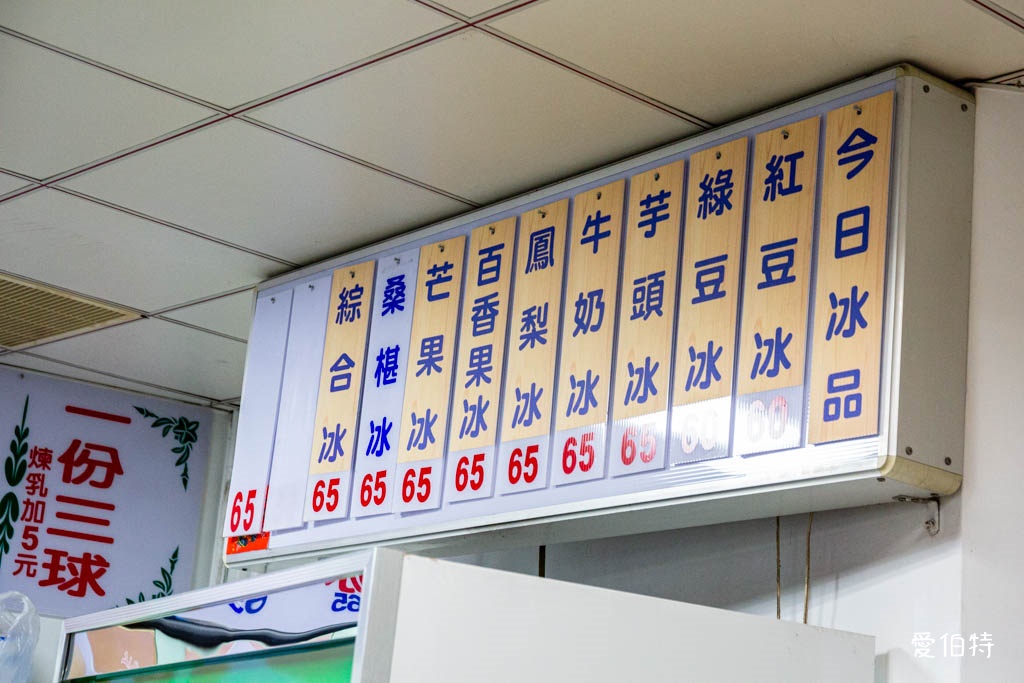 今日冰品
紅豆冰 60
綠豆冰 60
芋頭冰 65
牛奶冰 65
鳳梨冰 65
百香果冰 65
芒果冰 65
桑椹冰 65
綜合冰 65
65
一份三球
煉乳加5元
愛伯特